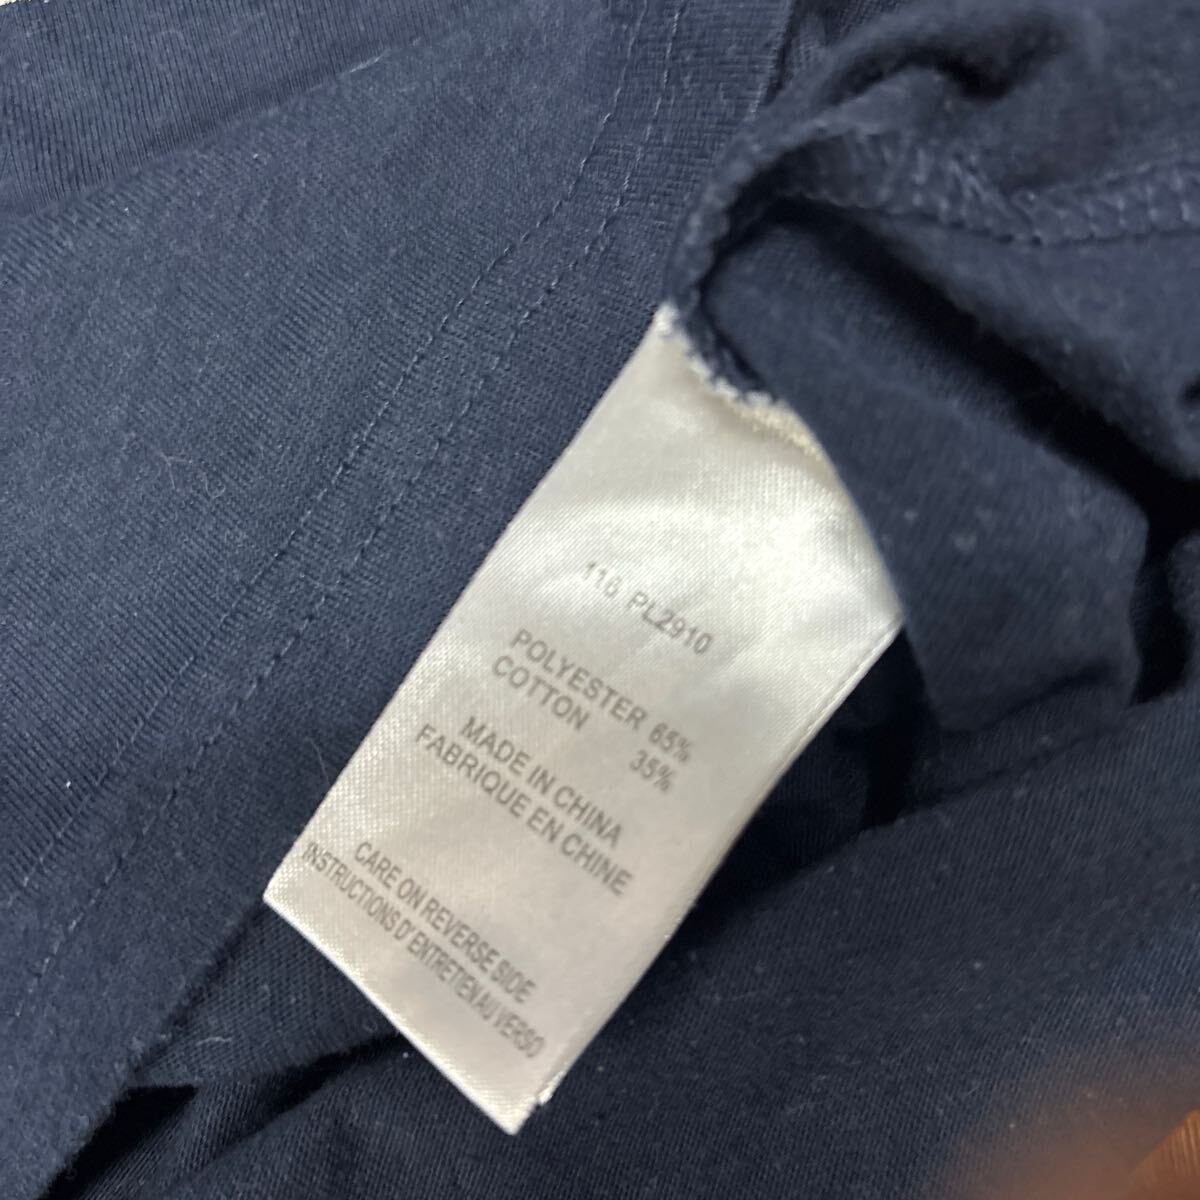 116 PL2910
POLYESTER 65%
COTTON 35%
MADE IN CHINA
FABRIQUE EN CHINE
CARE ON REVERSE SIDE
INSTRUCTIONS D'ENTRETIEN AU VERSO